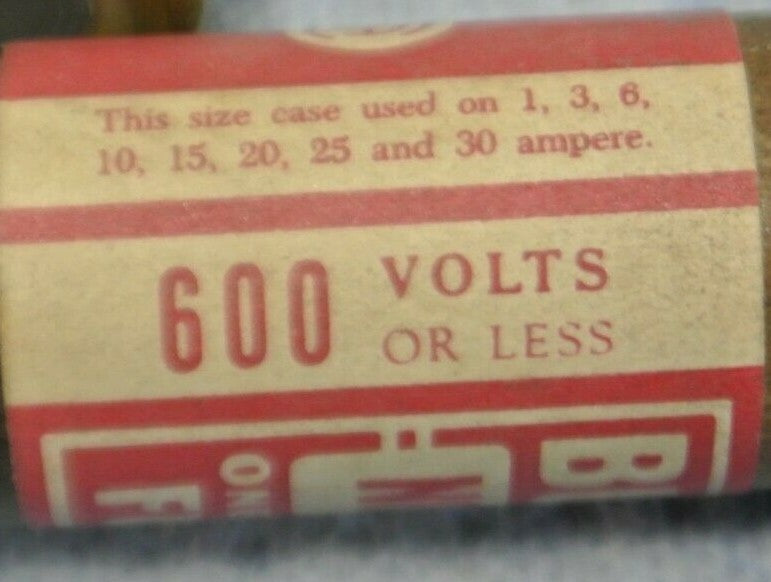 This size case used on 1, 3, 6,
10, 15, 20, 25 and 30 ampere.
600 VOLTS
OR LESS